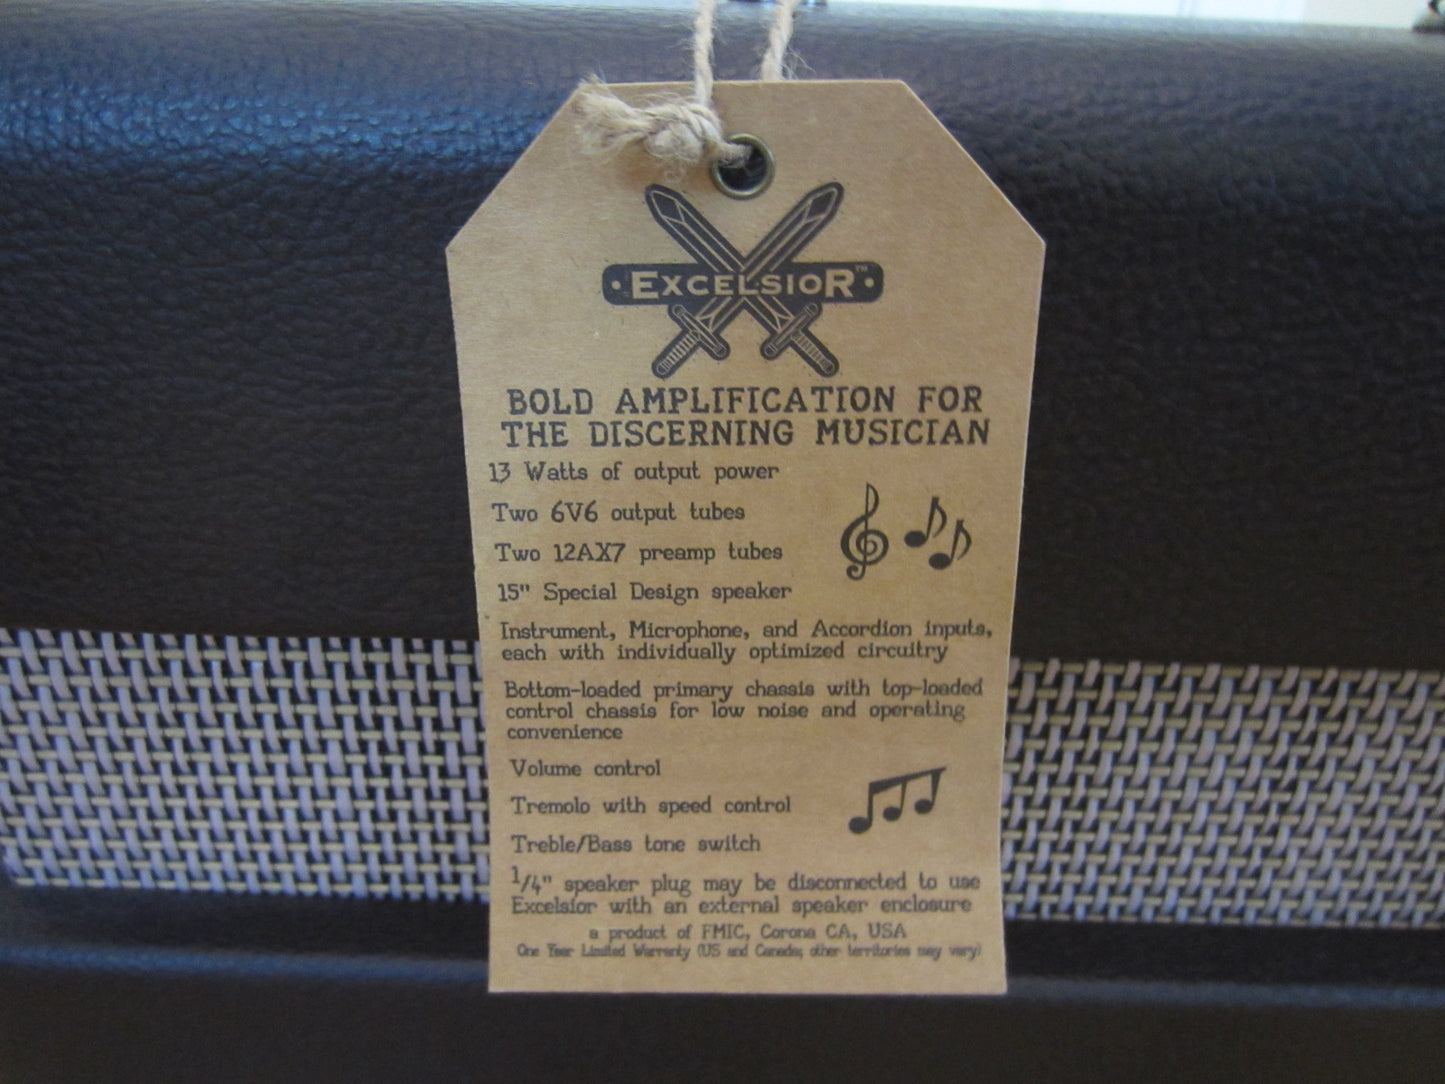 EXCELSIOR™
BOLD AMPLIFICATION FOR
THE DISCERNING MUSICIAN
13 Watts of output power
Two 6V6 output tubes
Two 12AX7 preamp tubes
15" Special Design speaker
Instrument, Microphone, and Accordion inputs,
each with individually optimized circuitry
Bottom-loaded primary chassis with top-loaded
control chassis for low noise and operating
convenience
Volume control
Tremolo with speed control
Treble/Bass tone switch
1/4" speaker plug may be disconnected to use
Excelsior with an external speaker enclosure
a product of FMIC, Corona CA, USA
One Year Limited Warranty (US and Canada; other territories may vary)